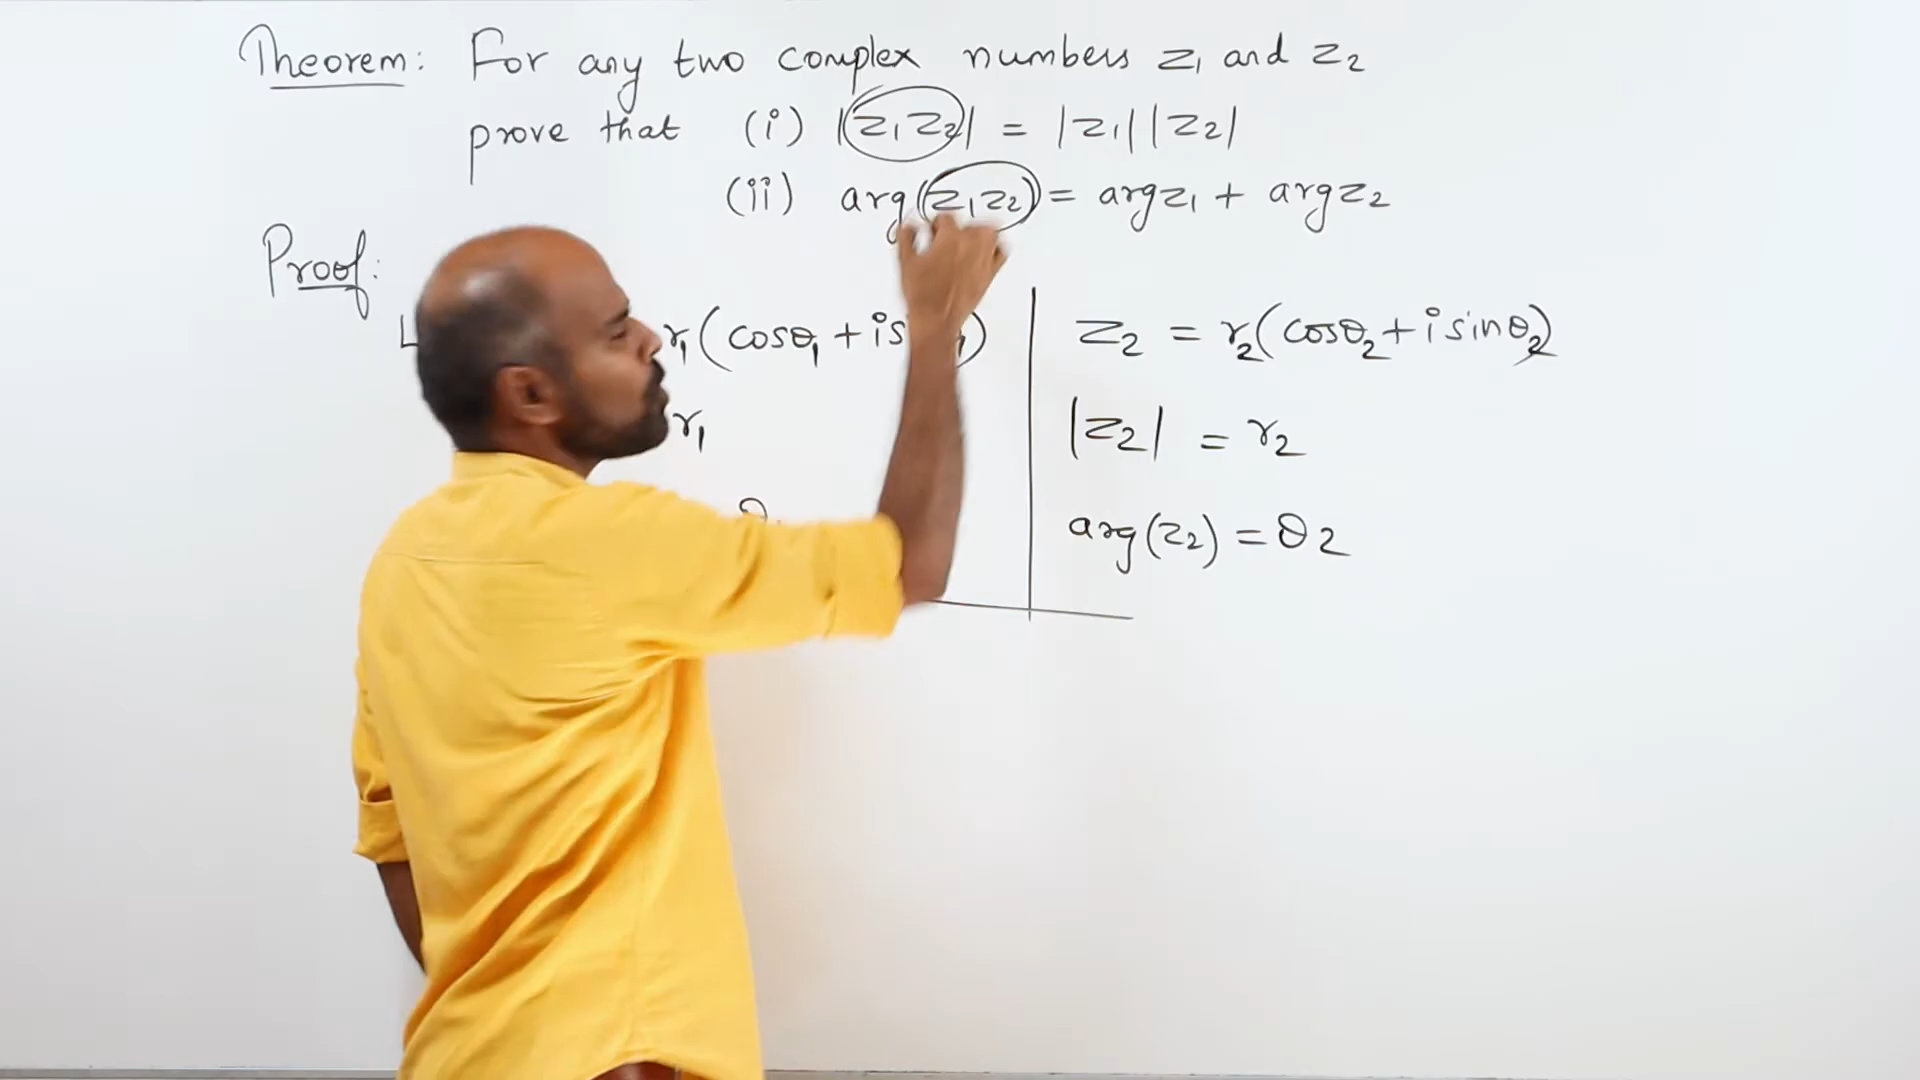 Theorem: For any two complex numbers z₁ and z₂
prove that (i) |z₁z₂| = |z₁||z₂|
(ii) arg(z₁z₂) = argz₁ + argz₂
Proof:
r₁(cosθ₁ + is
z₂ = r₂(cosθ₂ + i sinθ₂)
r₁
|z₂| = r₂
arg(z₂) = θ₂